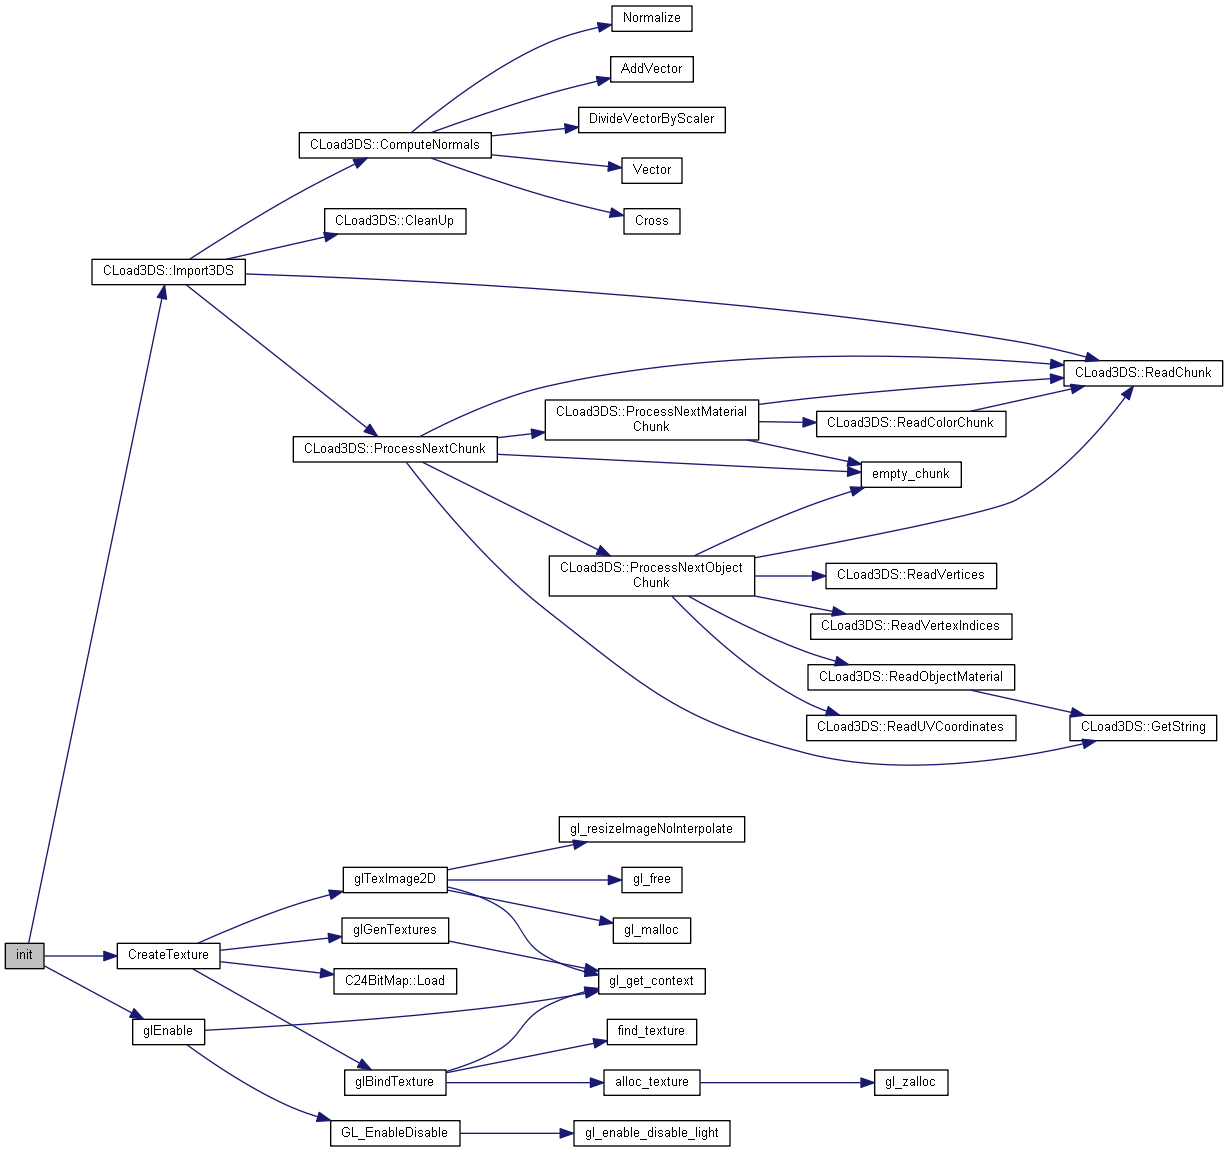 Normalize
AddVector
DivideVectorByScaler
CLoad3DS::ComputeNormals
Vector
Cross
CLoad3DS::CleanUp
CLoad3DS::Import3DS
CLoad3DS::ReadChunk
CLoad3DS::ProcessNextMaterial
Chunk
CLoad3DS::ReadColorChunk
CLoad3DS::ProcessNextChunk
empty_chunk
CLoad3DS::ProcessNextObject
Chunk
CLoad3DS::ReadVertices
CLoad3DS::ReadVertexIndices
CLoad3DS::ReadObjectMaterial
CLoad3DS::ReadUVCoordinates
CLoad3DS::GetString
gl_resizeImageNoInterpolate
glTexImage2D
gl_free
glGenTextures
gl_malloc
init
CreateTexture
C24BitMap::Load
gl_get_context
glEnable
find_texture
glBindTexture
alloc_texture
gl_zalloc
GL_EnableDisable
gl_enable_disable_light